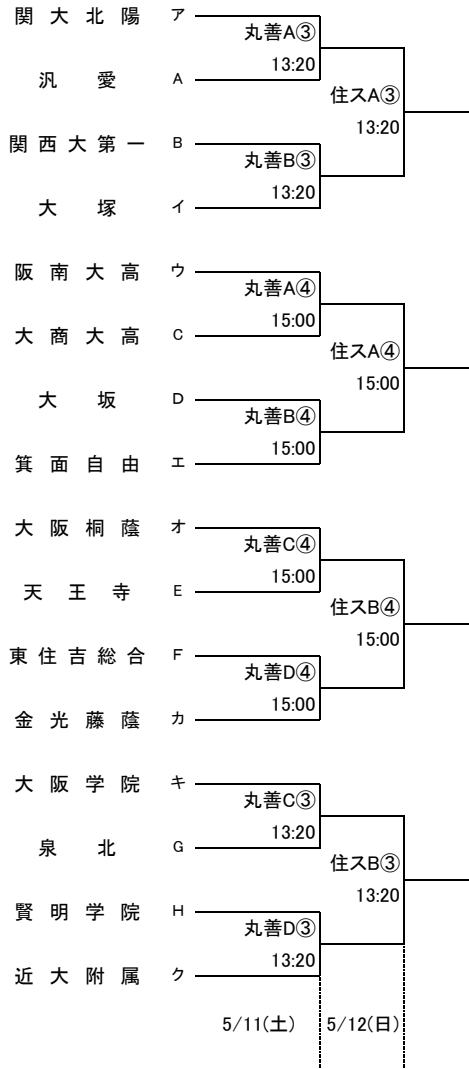 関大北陽 ア
丸善A③
13:20
汎愛 A
住スA③
13:20
関西大第一 B
丸善B③
13:20
大塚 イ
阪南大高 ウ
丸善A④
15:00
大商大高 C
住スA④
15:00
大坂 D
丸善B④
15:00
箕面自由 エ
大阪桐蔭 オ
丸善C④
15:00
天王寺 E
住スB④
15:00
東住吉総合 F
丸善D④
15:00
金光藤蔭 カ
大阪学院 キ
丸善C③
13:20
泉北 G
住スB③
13:20
賢明学院 H
丸善D③
13:20
近大附属 ク
5/11(土) 5/12(日)